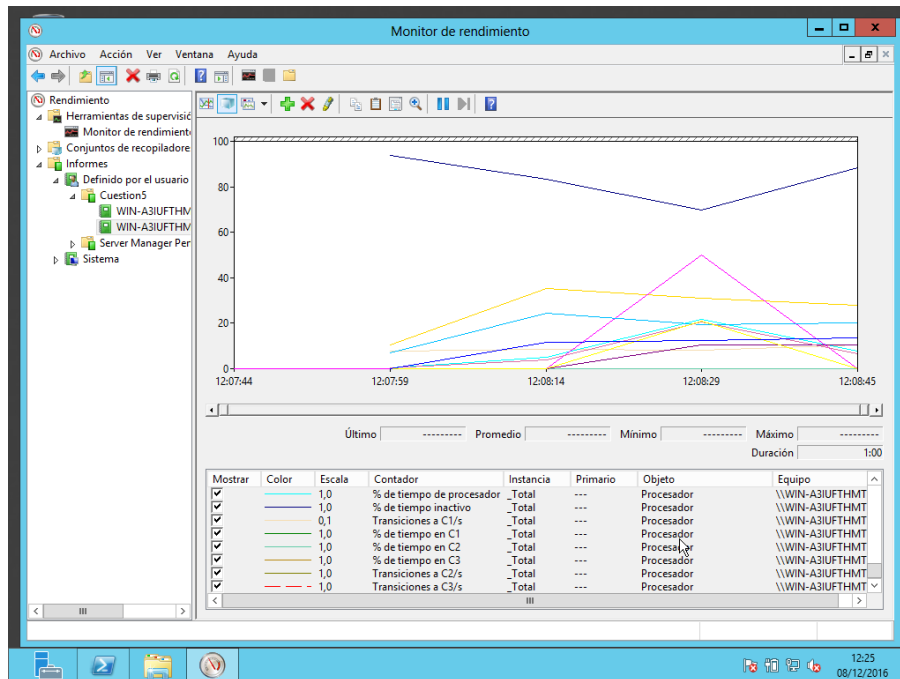 Monitor de rendimiento
Archivo Acción Ver Ventana Ayuda
Rendimiento
Herramientas de supervisió
Monitor de rendimient
Conjuntos de recopiladore
Informes
Definido por el usuario
Cuestion5
WIN-A3IUFTHM
WIN-A3IUFTHM
Server Manager Per
Sistema
100
80
60
40
20
0
12:07:44 12:07:59 12:08:14 12:08:29 12:08:45
Último --------- Promedio --------- Mínimo --------- Máximo ---------
Duración 1:00
Mostrar Color Escala Contador Instancia Primario Objeto Equipo
1,0 % de tiempo de procesador _Total --- Procesador \\WIN-A3IUFTHMT
1,0 % de tiempo inactivo _Total --- Procesador \\WIN-A3IUFTHMT
0,1 Transiciones a C1/s _Total --- Procesador \\WIN-A3IUFTHMT
1,0 % de tiempo en C1 _Total --- Procesador \\WIN-A3IUFTHMT
1,0 % de tiempo en C2 _Total --- Procesador \\WIN-A3IUFTHMT
1,0 % de tiempo en C3 _Total --- Procesador \\WIN-A3IUFTHMT
1,0 Transiciones a C2/s _Total --- Procesador \\WIN-A3IUFTHMT
1,0 Transiciones a C3/s _Total --- Procesador \\WIN-A3IUFTHMT
12:25
08/12/2016